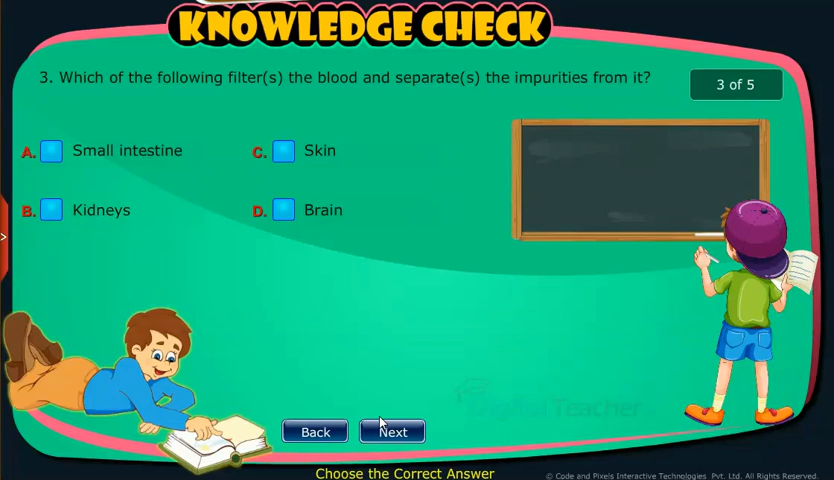 KNOWLEDGE CHECK
3. Which of the following filter(s) the blood and separate(s) the impurities from it?
3 of 5
A. Small intestine
C. Skin
B. Kidneys
D. Brain
Digital Teacher
Back
Next
Choose the Correct Answer
© Code and Pixels Interactive Technologies Pvt. Ltd. All Rights Reserved.
>